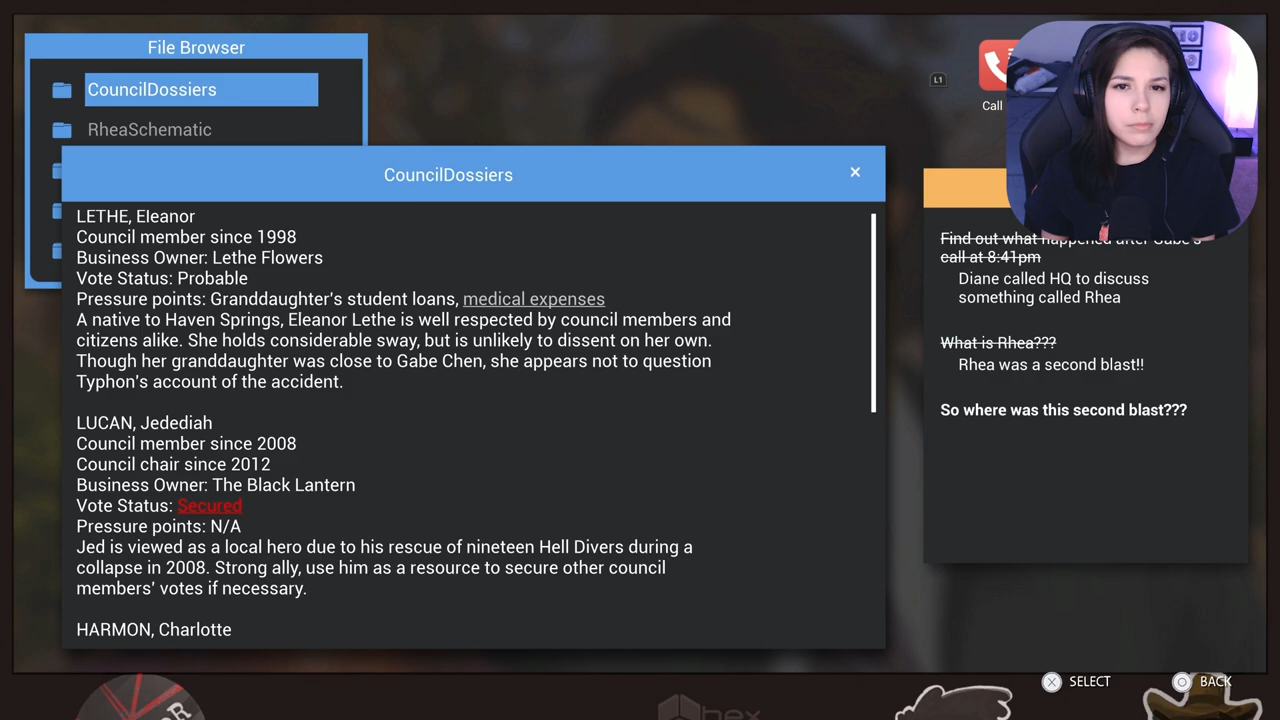 File Browser
CouncilDossiers
RheaSchematic
L1
Call
CouncilDossiers
×
LETHE, Eleanor
Council member since 1998
Business Owner: Lethe Flowers
Vote Status: Probable
Pressure points: Granddaughter's student loans, medical expenses
A native to Haven Springs, Eleanor Lethe is well respected by council members and
citizens alike. She holds considerable sway, but is unlikely to dissent on her own.
Though her granddaughter was close to Gabe Chen, she appears not to question
Typhon's account of the accident.
LUCAN, Jedediah
Council member since 2008
Council chair since 2012
Business Owner: The Black Lantern
Vote Status: Secured
Pressure points: N/A
Jed is viewed as a local hero due to his rescue of nineteen Hell Divers during a
collapse in 2008. Strong ally, use him as a resource to secure other council
members' votes if necessary.
HARMON, Charlotte
Find out what happened after Gabe's
call at 8:41pm
Diane called HQ to discuss
something called Rhea
What is Rhea???
Rhea was a second blast!!
So where was this second blast???
SELECT
BACK
hex